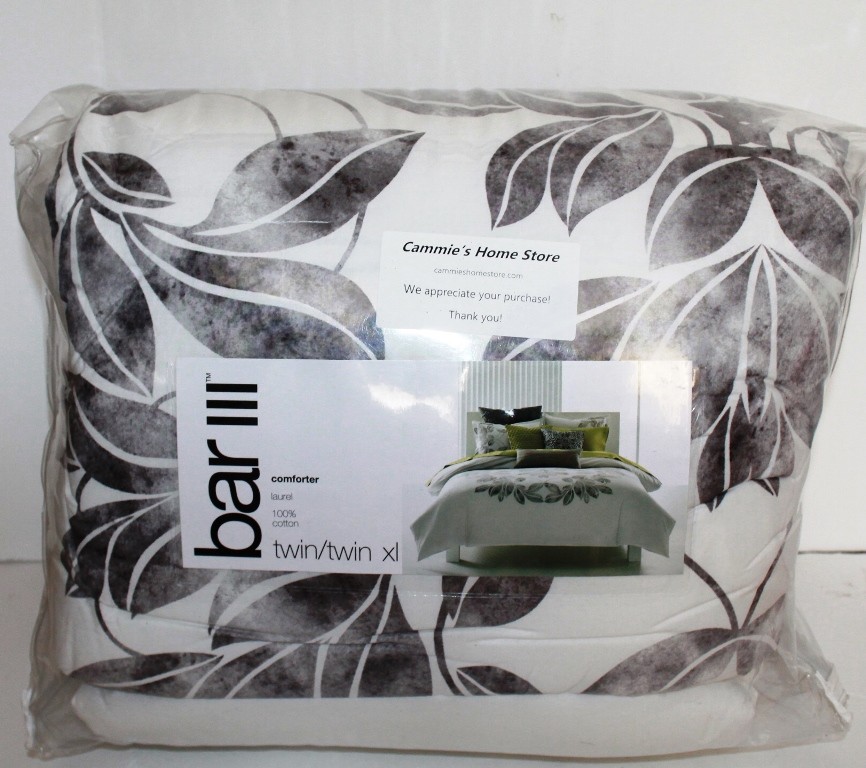 Cammie's Home Store
cammieshomestore.com
We appreciate your purchase!
Thank you!
bar III™
comforter
laurel
100%
cotton
twin/twin xl